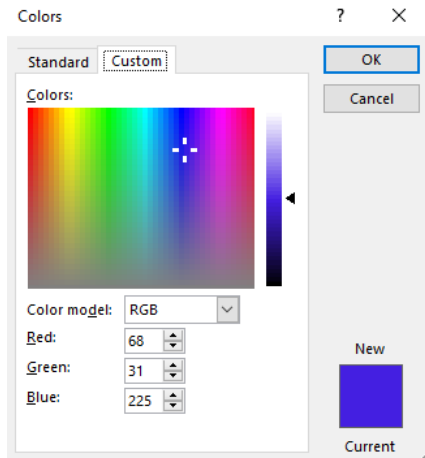 Colors ?
Standard Custom OK
Colors: Cancel
Color model: RGB
Red: 68
Green: 31
Blue: 225
New
Current